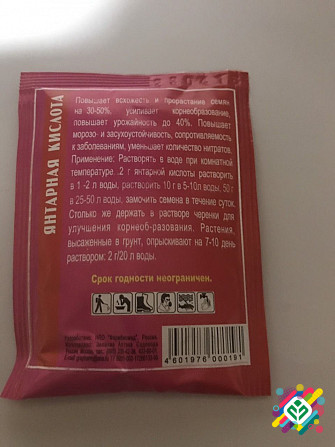 ЯНТАРНАЯ КИСЛОТА
Повышает всхожесть и прорастание семян
на 30-50%, усиливает корнеобразование,
повышает урожайность до 40%. Повышает
морозо- и засухоустойчивость, сопротивляемость
к заболеваниям, уменьшает количество нитратов.
Применение: Растворять в воде при комнатной
температуре..2 г янтарной кислоты растворить
в 1 -2 л воды, растворить 10 г в 5-10л воды, 50 г
в 25-50 л воды, замочить семена в течение суток.
Столько же держать в растворе черенки для
улучшения корнеоб-разования. Растения,
высаженные в грунт, опрыскивают на 7-10 день
раствором: 2 г/20 л воды.
Срок годности неограничен.
4 601976 000191